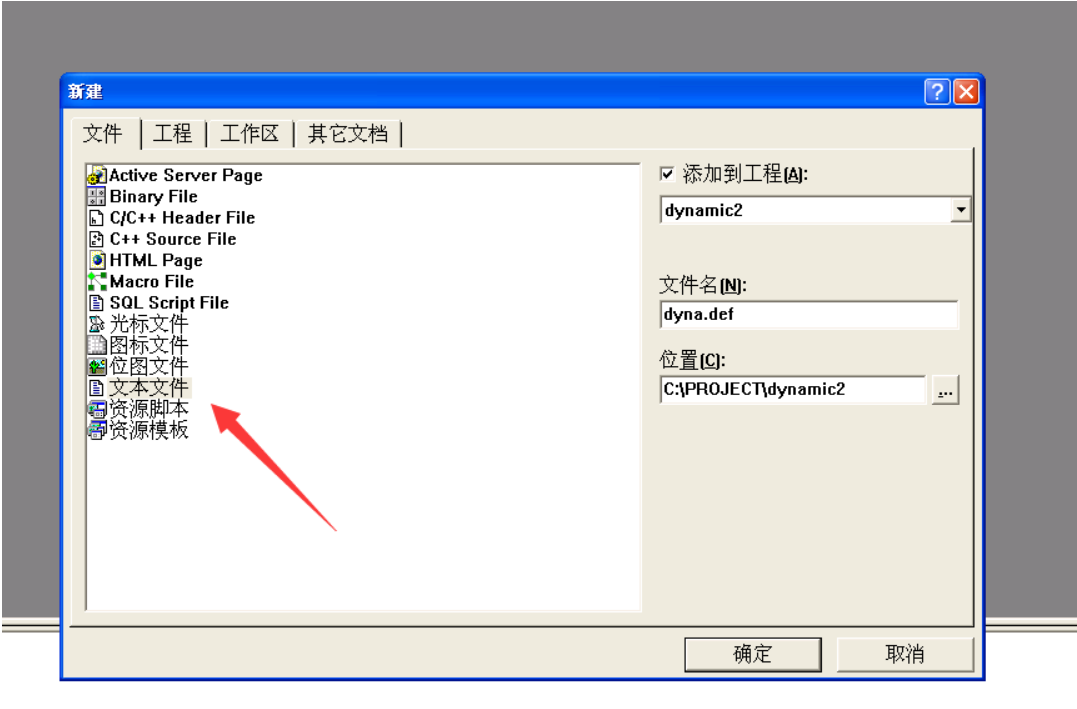 新建
文件 工程 工作区 其它文档
Active Server Page
Binary File
C/C++ Header File
C++ Source File
HTML Page
Macro File
SQL Script File
光标文件
图标文件
位图文件
文本文件
资源脚本
资源模板
添加到工程(A):
dynamic2
文件名(N):
dyna.def
位置(C):
C:\PROJECT\dynamic2
...
确定 取消